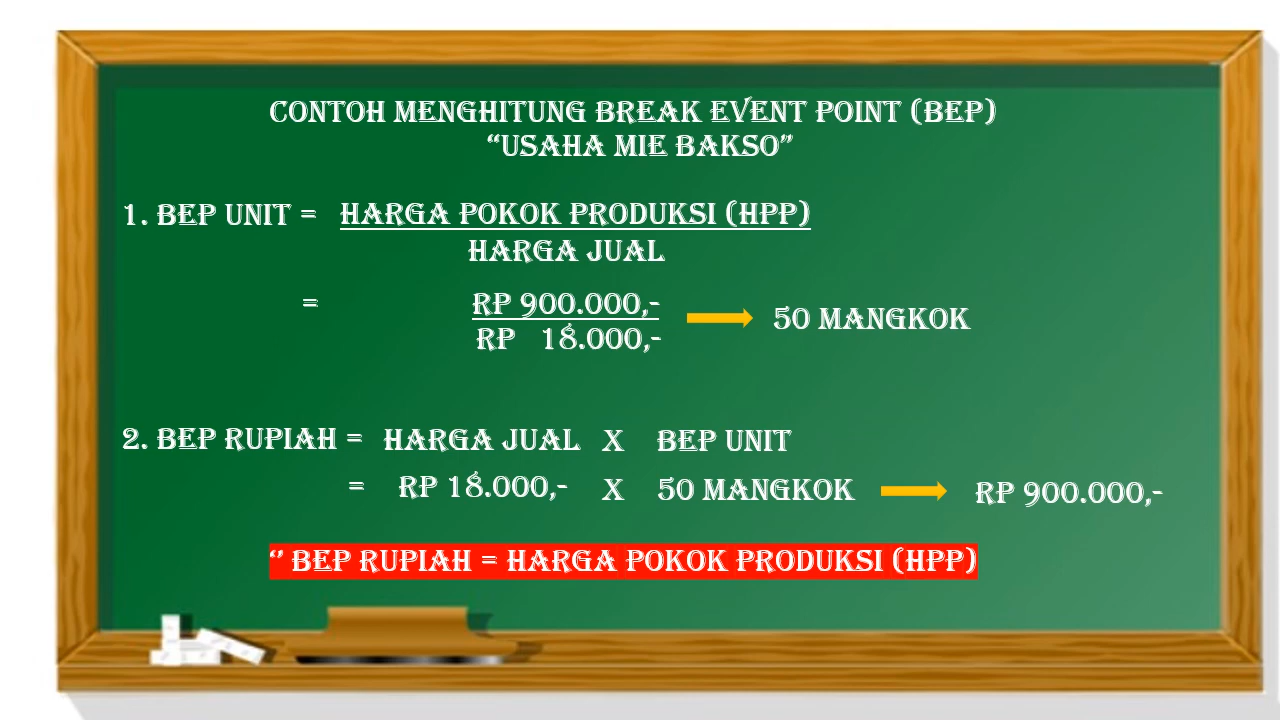 CONTOH MENGHITUNG BREAK EVENT POINT (BEP)
“USAHA MIE BAKSO”
1. BEP UNIT = HARGA POKOK PRODUKSI (HPP)
HARGA JUAL
= RP 900.000,-
RP 18.000,-
50 MANGKOK
2. BEP RUPIAH = HARGA JUAL X BEP UNIT
= RP 18.000,- X 50 MANGKOK RP 900.000,-
‘’ BEP RUPIAH = HARGA POKOK PRODUKSI (HPP)